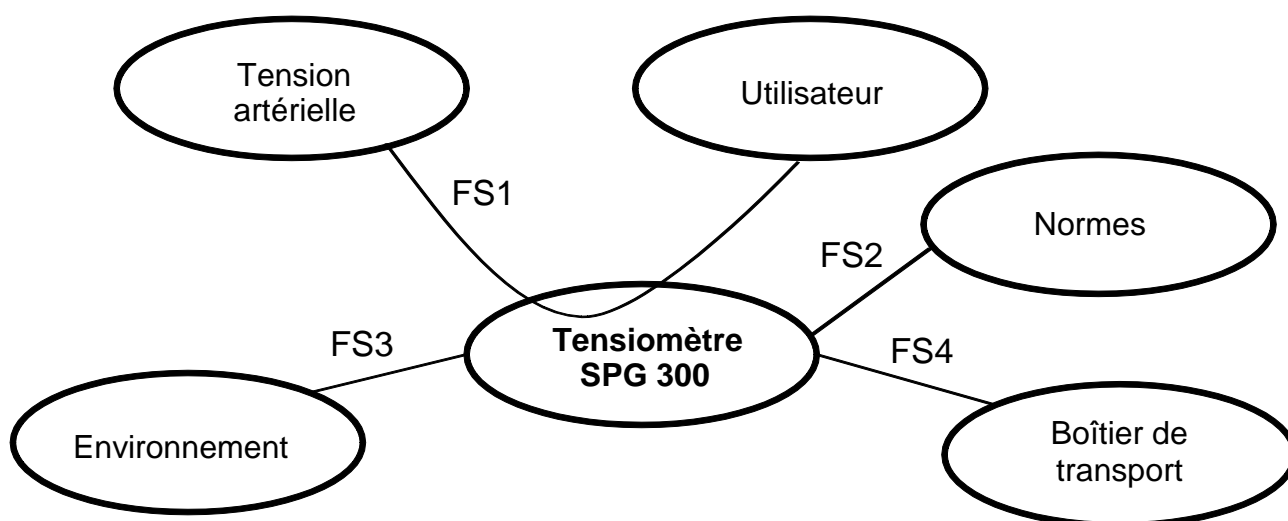 Tension
artérielle
Utilisateur
FS1
Normes
FS2
FS3
Tensiomètre
SPG 300
FS4
Environnement
Boîtier de
transport